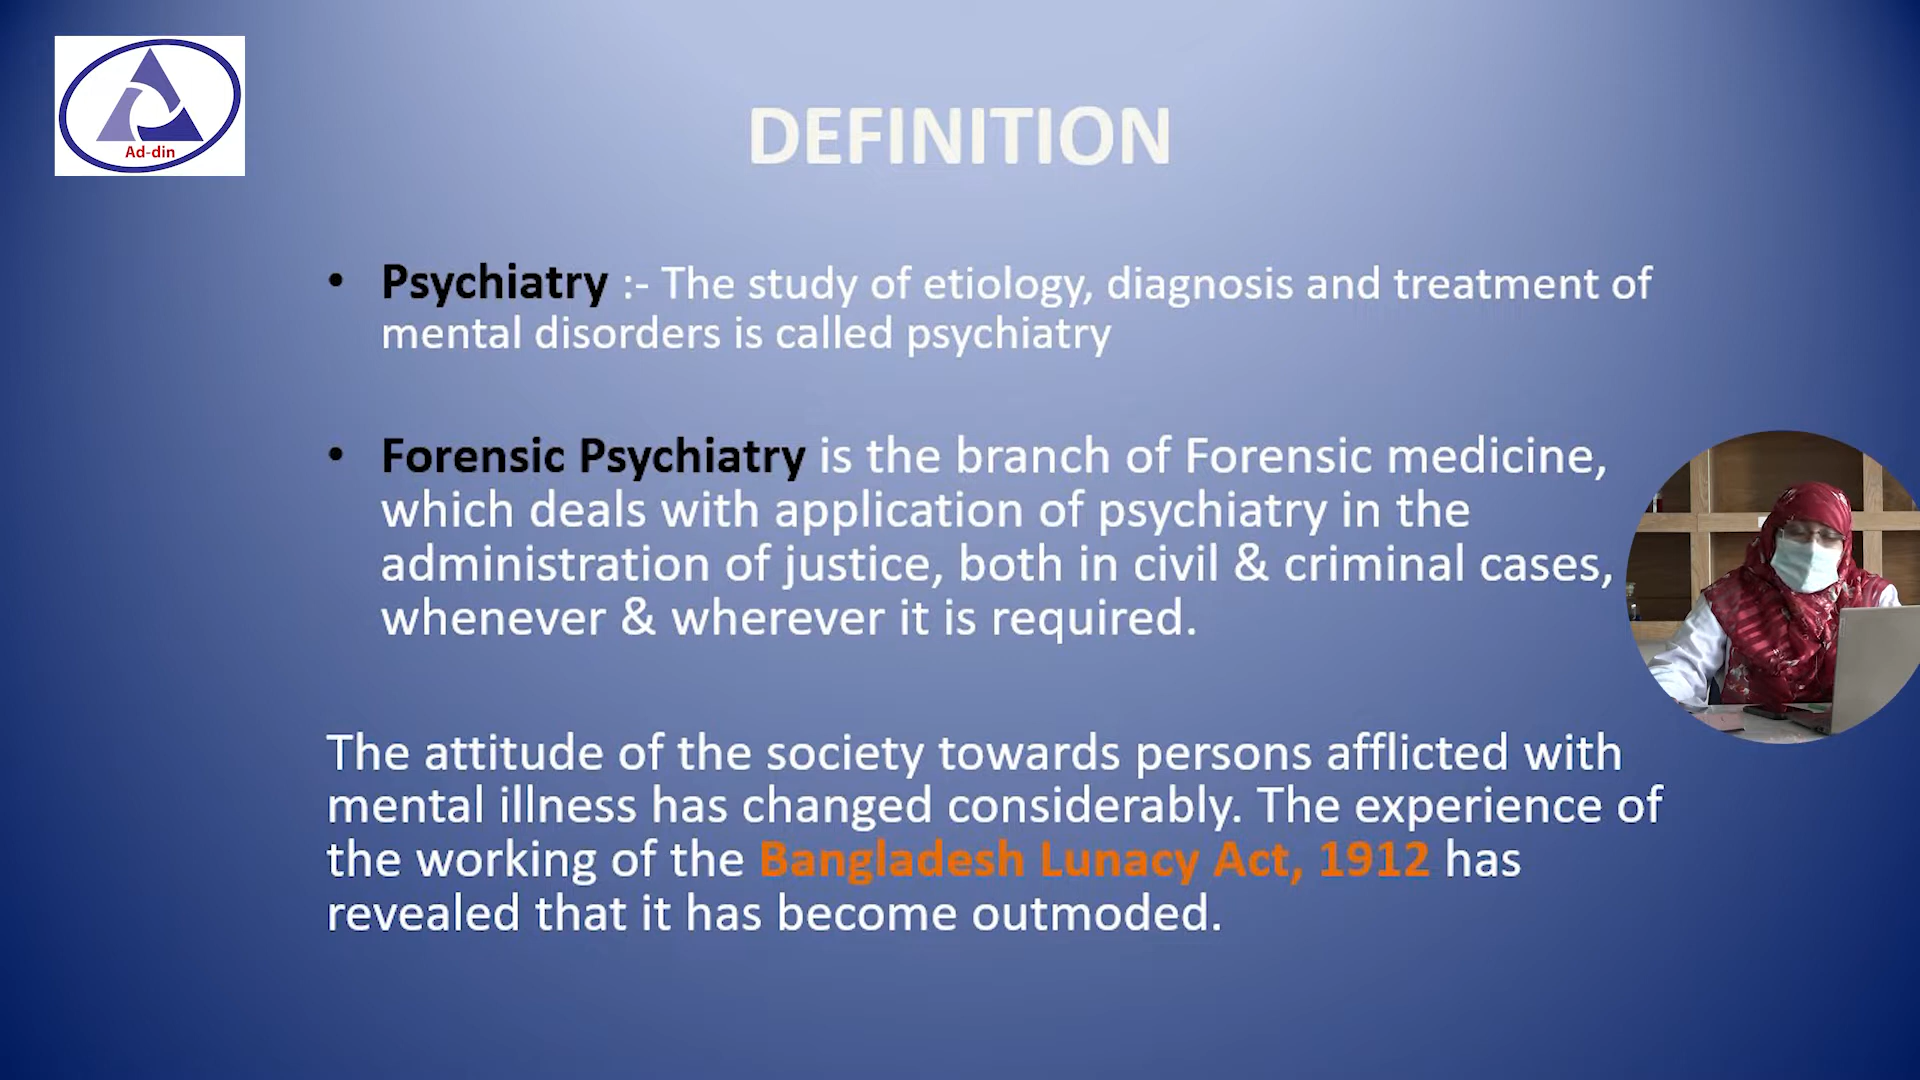 Ad-din
DEFINITION
• Psychiatry :- The study of etiology, diagnosis and treatment of
mental disorders is called psychiatry
• Forensic Psychiatry is the branch of Forensic medicine,
which deals with application of psychiatry in the
administration of justice, both in civil & criminal cases,
whenever & wherever it is required.
The attitude of the society towards persons afflicted with
mental illness has changed considerably. The experience of
the working of the Bangladesh Lunacy Act, 1912 has
revealed that it has become outmoded.